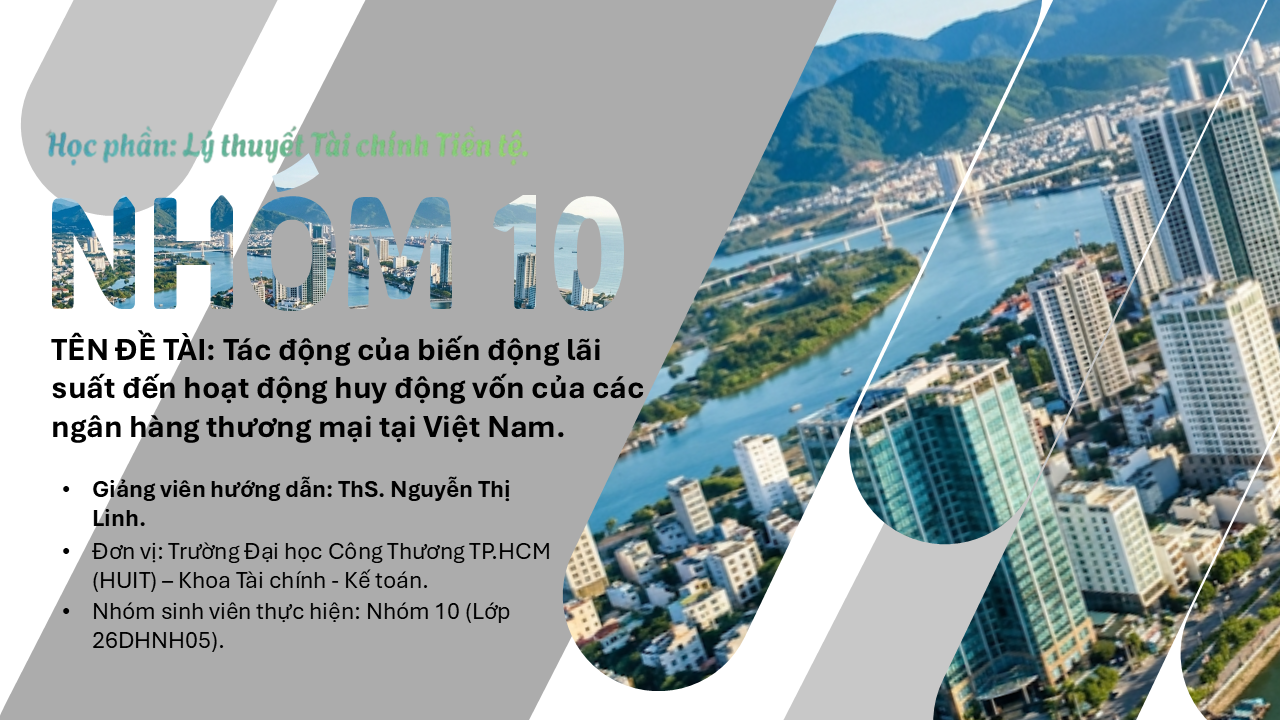 Học phần: Lý thuyết Tài chính Tiền tệ.
NHÓM 10
TÊN ĐỀ TÀI: Tác động của biến động lãi
suất đến hoạt động huy động vốn của các
ngân hàng thương mại tại Việt Nam.
• Giảng viên hướng dẫn: ThS. Nguyễn Thị
Linh.
• Đơn vị: Trường Đại học Công Thương TP.HCM
(HUIT) – Khoa Tài chính - Kế toán.
• Nhóm sinh viên thực hiện: Nhóm 10 (Lớp
26DHNH05).